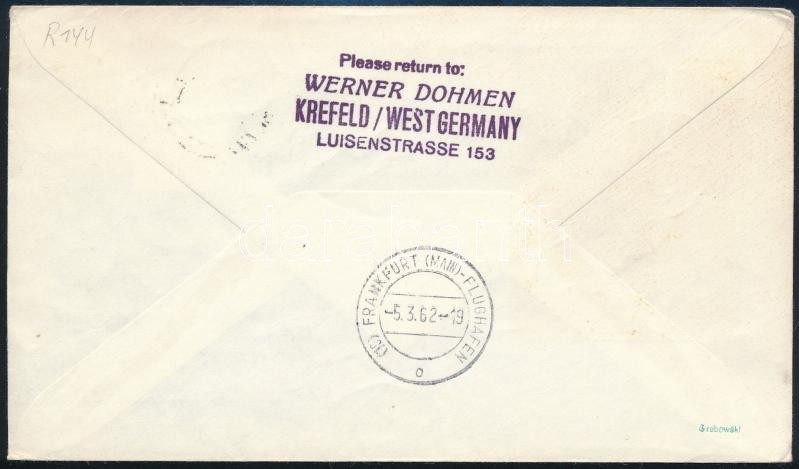 R144
Please return to:
WERNER DOHMEN
KREFELD / WEST GERMANY
LUISENSTRASSE 153
(16) FRANKFURT (MAIN)-FLUGHAFEN
-5.3.62-19
o
Grabowski